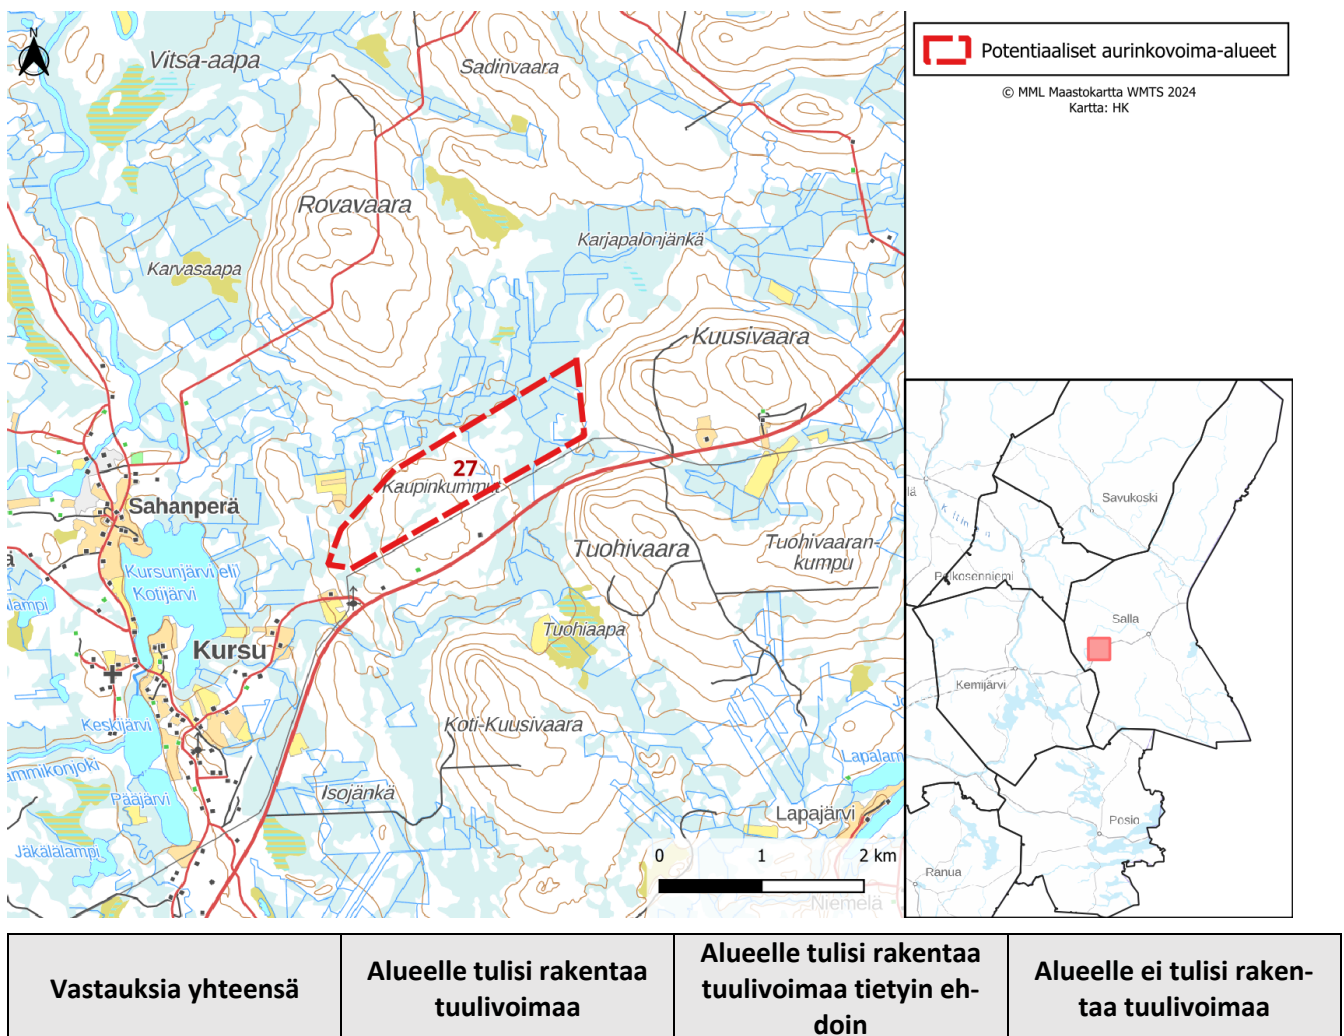 N
Vitsa-aapa
Sadinvaara
Rovavaara
Karjapalonjänkä
Karvasaapa
Kuusivaara
27
Kaupinkummut
Sahanperä
Tuohivaara
Tuohivaaran-
kumpu
Kursunjärvi eli
Kotijärvi
Kursu
Tuohiaapa
Keskijärvi
Koti-Kuusivaara
Pääjärvi
Isojänkä
Lapajärvi
Jäkälälampi
0 1 2 km
Niemelä
Potentiaaliset aurinkovoima-alueet
© MML Maastokartta WMTS 2024
Kartta: HK
Savukoski
Pelkosenniemi
Salla
Kemijärvi
Posio
Ranua
Vastauksia yhteensä
Alueelle tulisi rakentaa
tuulivoimaa
Alueelle tulisi rakentaa
tuulivoimaa tietyin eh-
doin
Alueelle ei tulisi raken-
taa tuulivoimaa